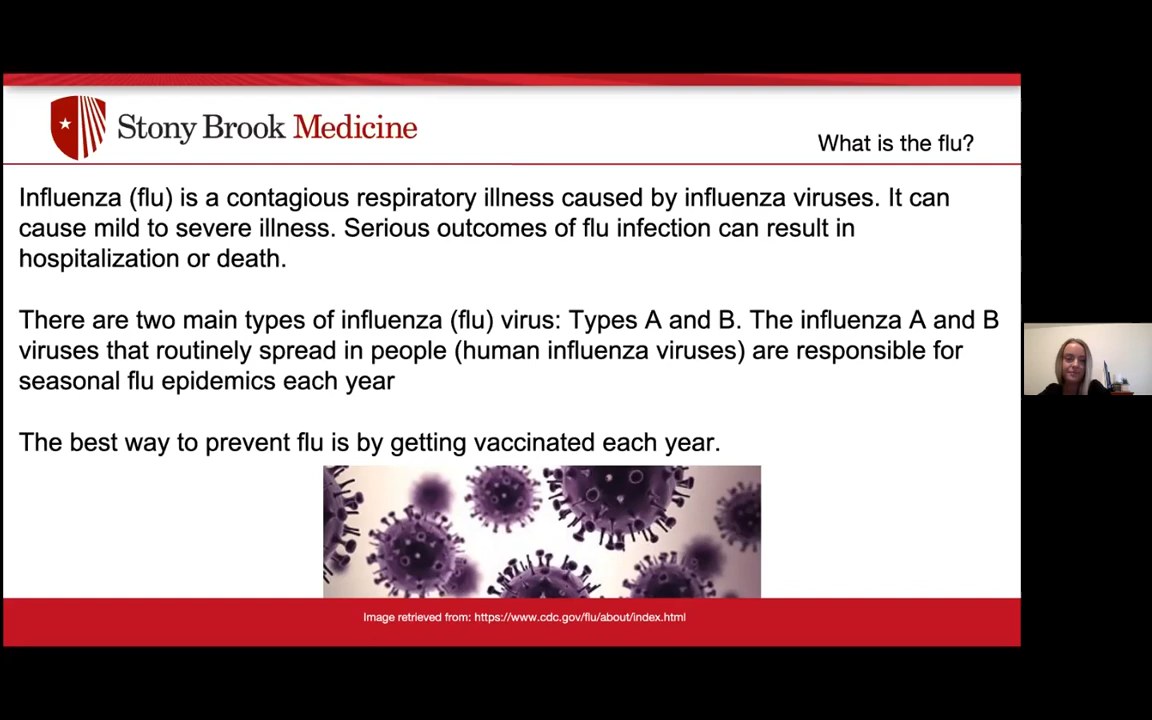 Stony Brook Medicine
What is the flu?
Influenza (flu) is a contagious respiratory illness caused by influenza viruses. It can
cause mild to severe illness. Serious outcomes of flu infection can result in
hospitalization or death.
There are two main types of influenza (flu) virus: Types A and B. The influenza A and B
viruses that routinely spread in people (human influenza viruses) are responsible for
seasonal flu epidemics each year
The best way to prevent flu is by getting vaccinated each year.
Image retrieved from: https://www.cdc.gov/flu/about/index.html